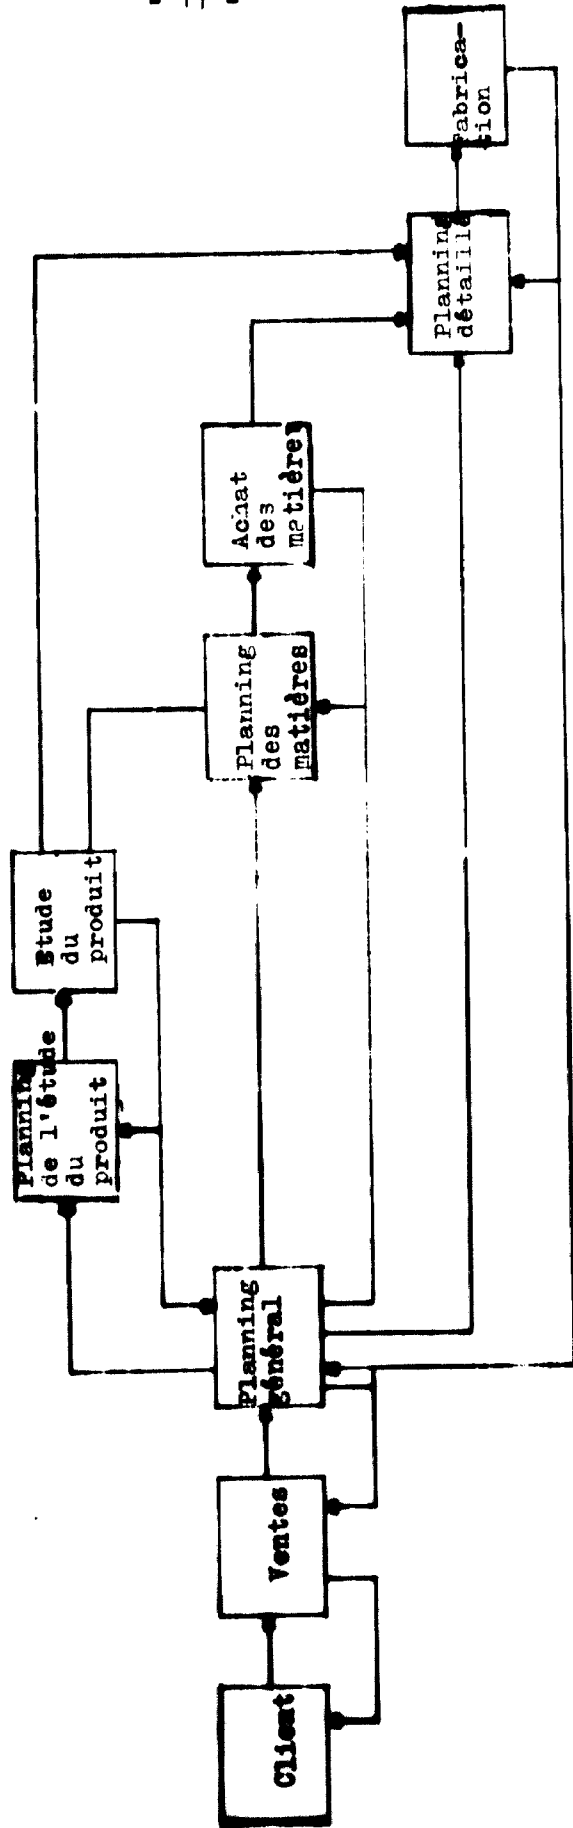 Client
Ventes
Planning
général
Planning
de l'étude
du
produit
Etude
du
produit
Planning
des
matières
Achat
des
matières
Planning
détaillé
Fabrica-
tion